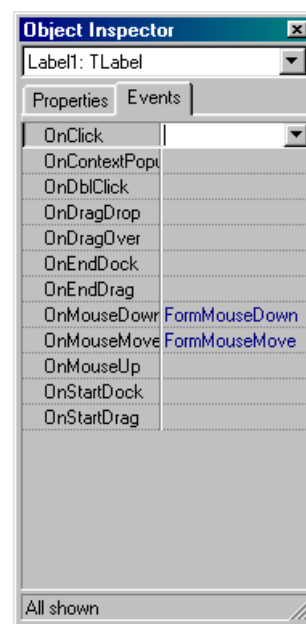 Object Inspector
Label1: TLabel
Properties Events
OnClick
OnContextPopu
OnDblClick
OnDragDrop
OnDragOver
OnEndDock
OnEndDrag
OnMouseDown FormMouseDown
OnMouseMove FormMouseMove
OnMouseUp
OnStartDock
OnStartDrag
All shown